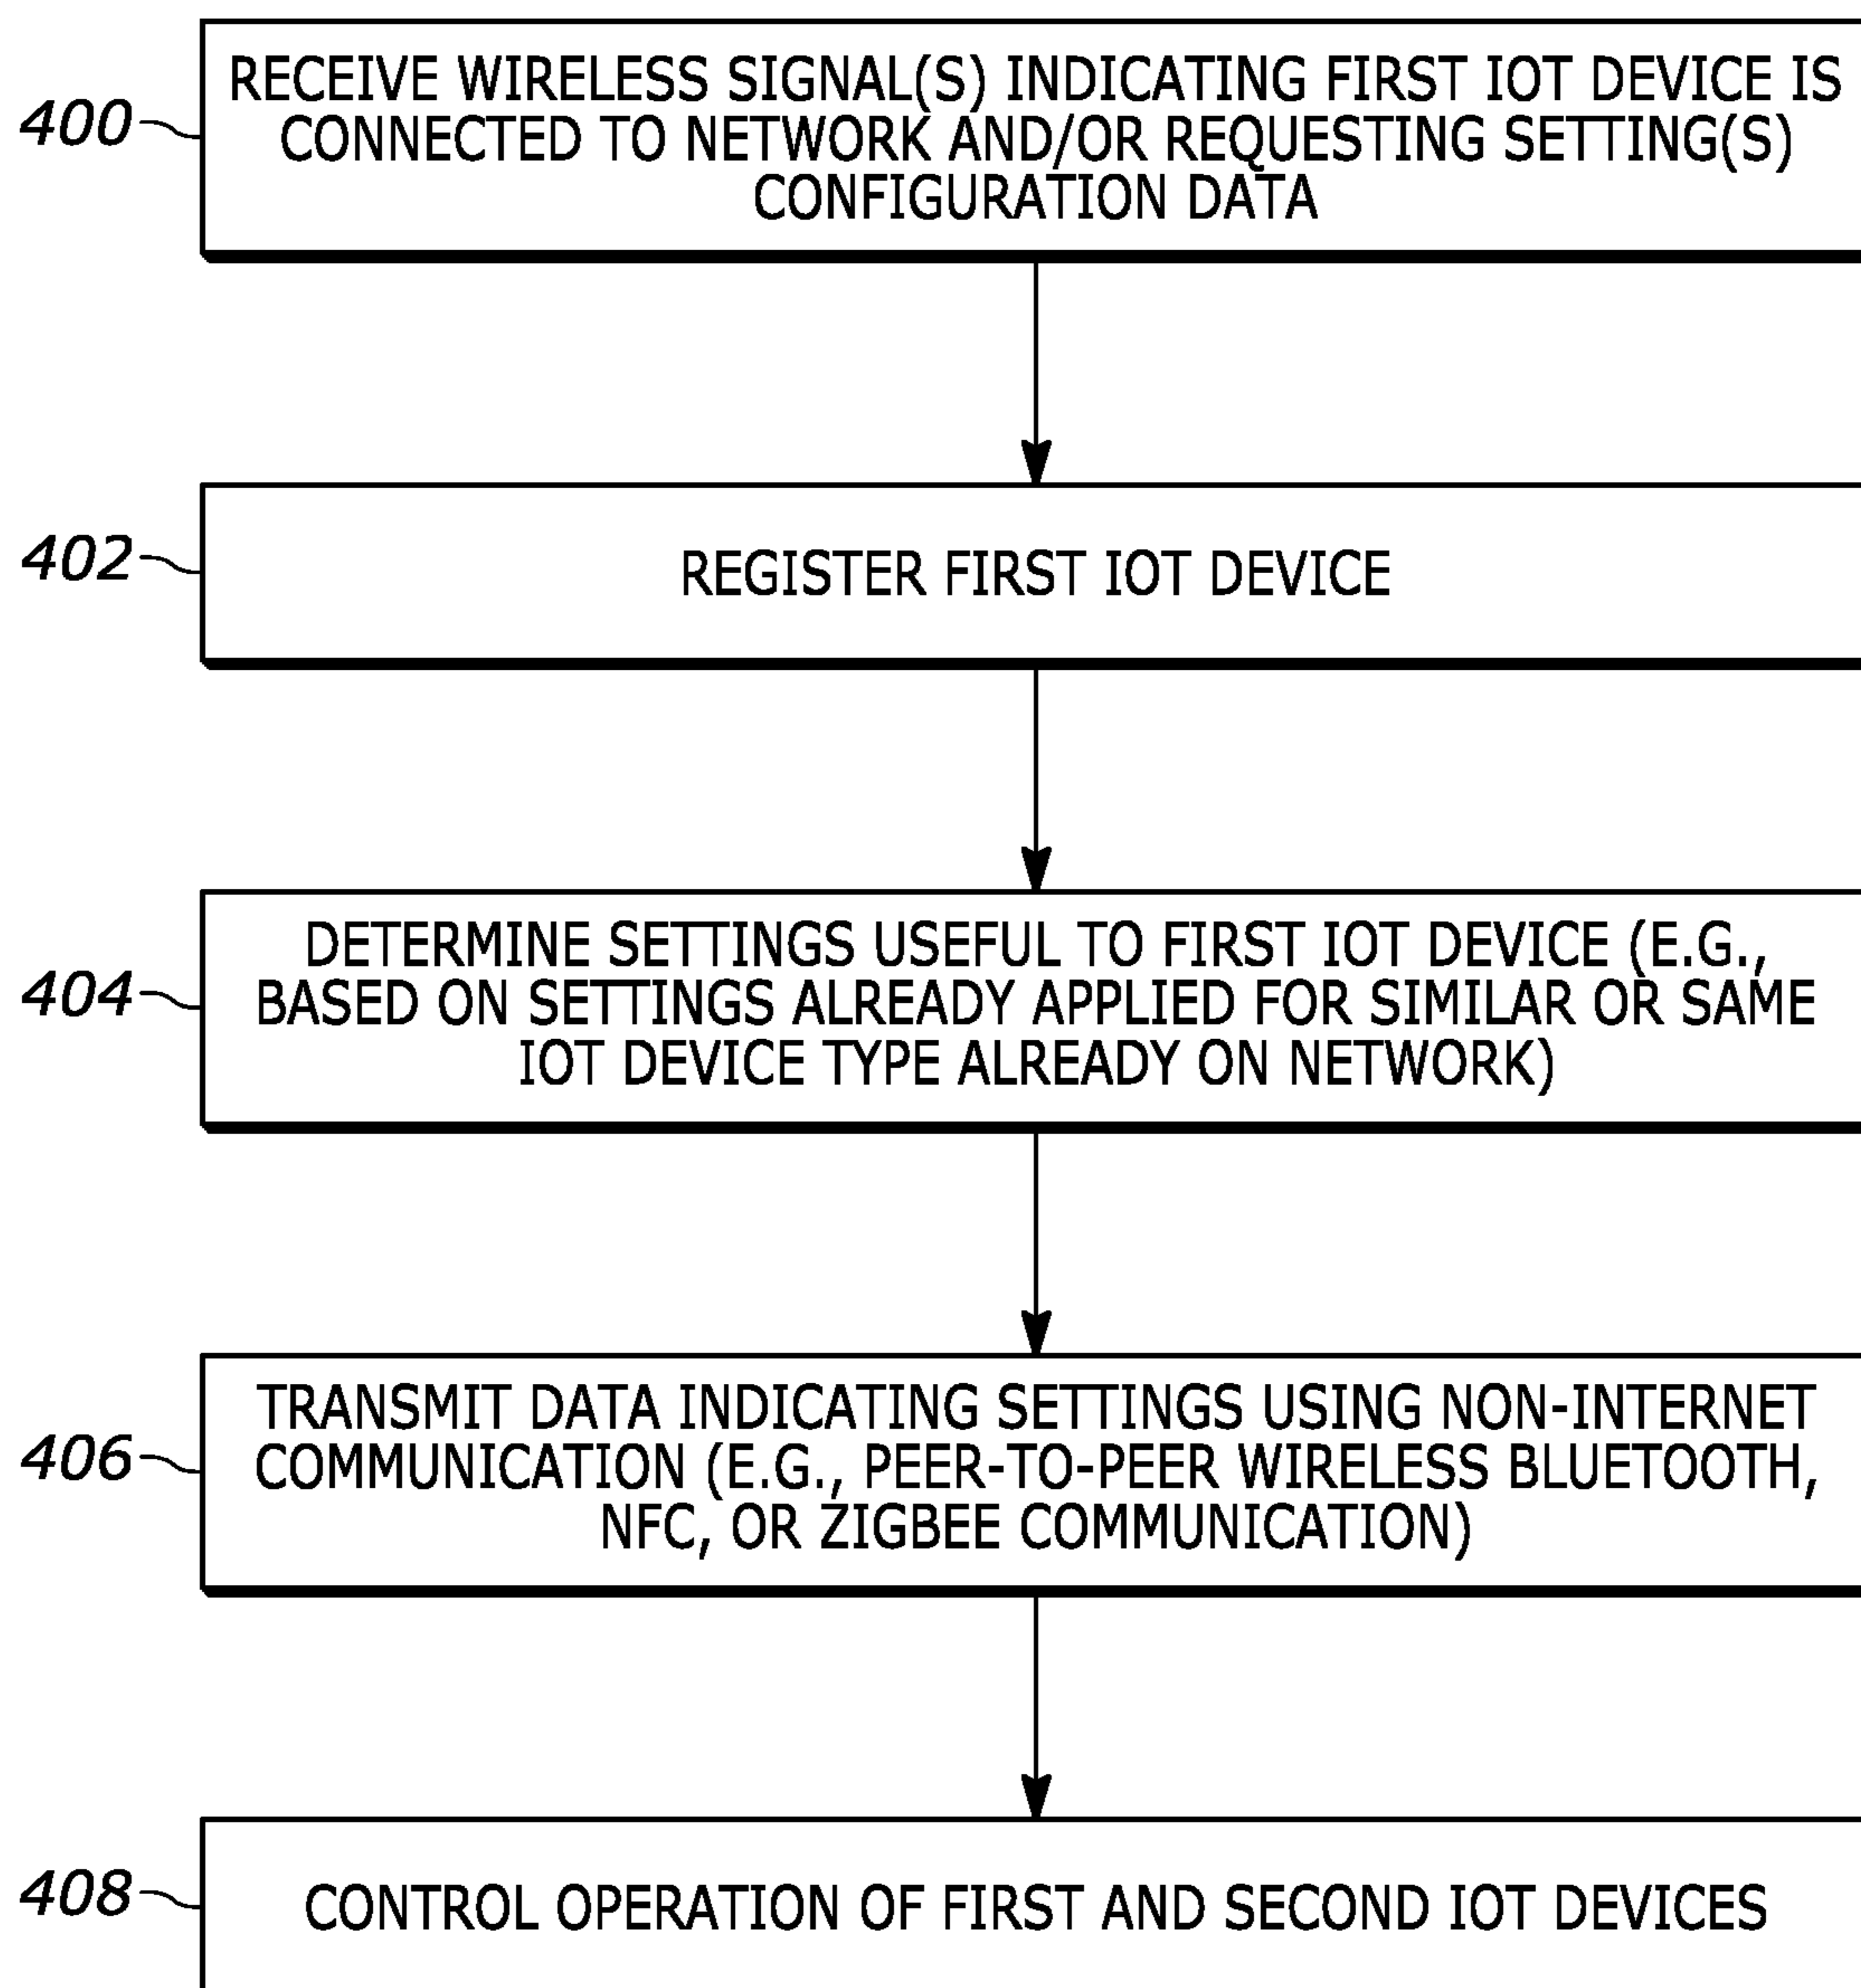 400
RECEIVE WIRELESS SIGNAL(S) INDICATING FIRST IOT DEVICE IS
CONNECTED TO NETWORK AND/OR REQUESTING SETTING(S)
CONFIGURATION DATA
402
REGISTER FIRST IOT DEVICE
404
DETERMINE SETTINGS USEFUL TO FIRST IOT DEVICE (E.G.,
BASED ON SETTINGS ALREADY APPLIED FOR SIMILAR OR SAME
IOT DEVICE TYPE ALREADY ON NETWORK)
406
TRANSMIT DATA INDICATING SETTINGS USING NON-INTERNET
COMMUNICATION (E.G., PEER-TO-PEER WIRELESS BLUETOOTH,
NFC, OR ZIGBEE COMMUNICATION)
408
CONTROL OPERATION OF FIRST AND SECOND IOT DEVICES